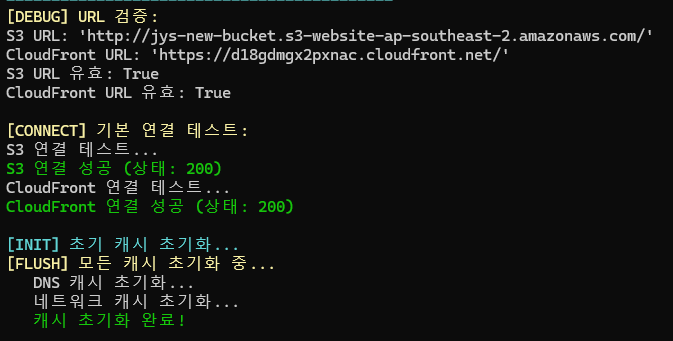 [DEBUG] URL 검증:
S3 URL: 'http://jys-new-bucket.s3-website-ap-southeast-2.amazonaws.com/'
CloudFront URL: 'https://d18gdmgx2pxnac.cloudfront.net/'
S3 URL 유효: True
CloudFront URL 유효: True
[CONNECT] 기본 연결 테스트:
S3 연결 테스트...
S3 연결 성공 (상태: 200)
CloudFront 연결 테스트...
CloudFront 연결 성공 (상태: 200)
[INIT] 초기 캐시 초기화...
[FLUSH] 모든 캐시 초기화 중...
DNS 캐시 초기화...
네트워크 캐시 초기화...
캐시 초기화 완료!